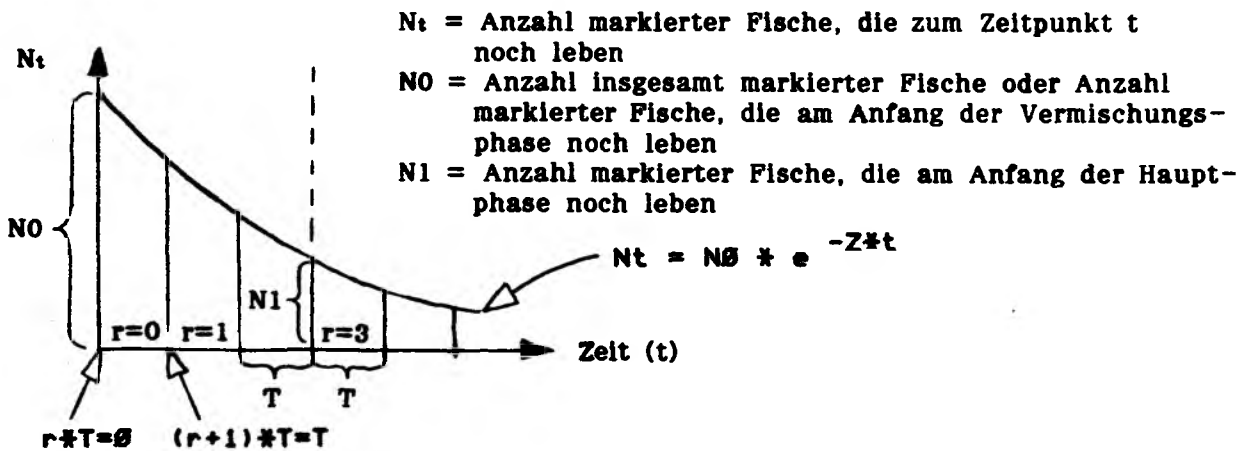 Nt = Anzahl markierter Fische, die zum Zeitpunkt t
noch leben
N0 = Anzahl insgesamt markierter Fische oder Anzahl
markierter Fische, die am Anfang der Vermischungs-
phase noch leben
N1 = Anzahl markierter Fische, die am Anfang der Haupt-
phase noch leben
Nt
N0
Nt = NØ * e -Z*t
N1
r=0 r=1 r=3
Zeit (t)
T T
r*T=Ø (r+1)*T=T